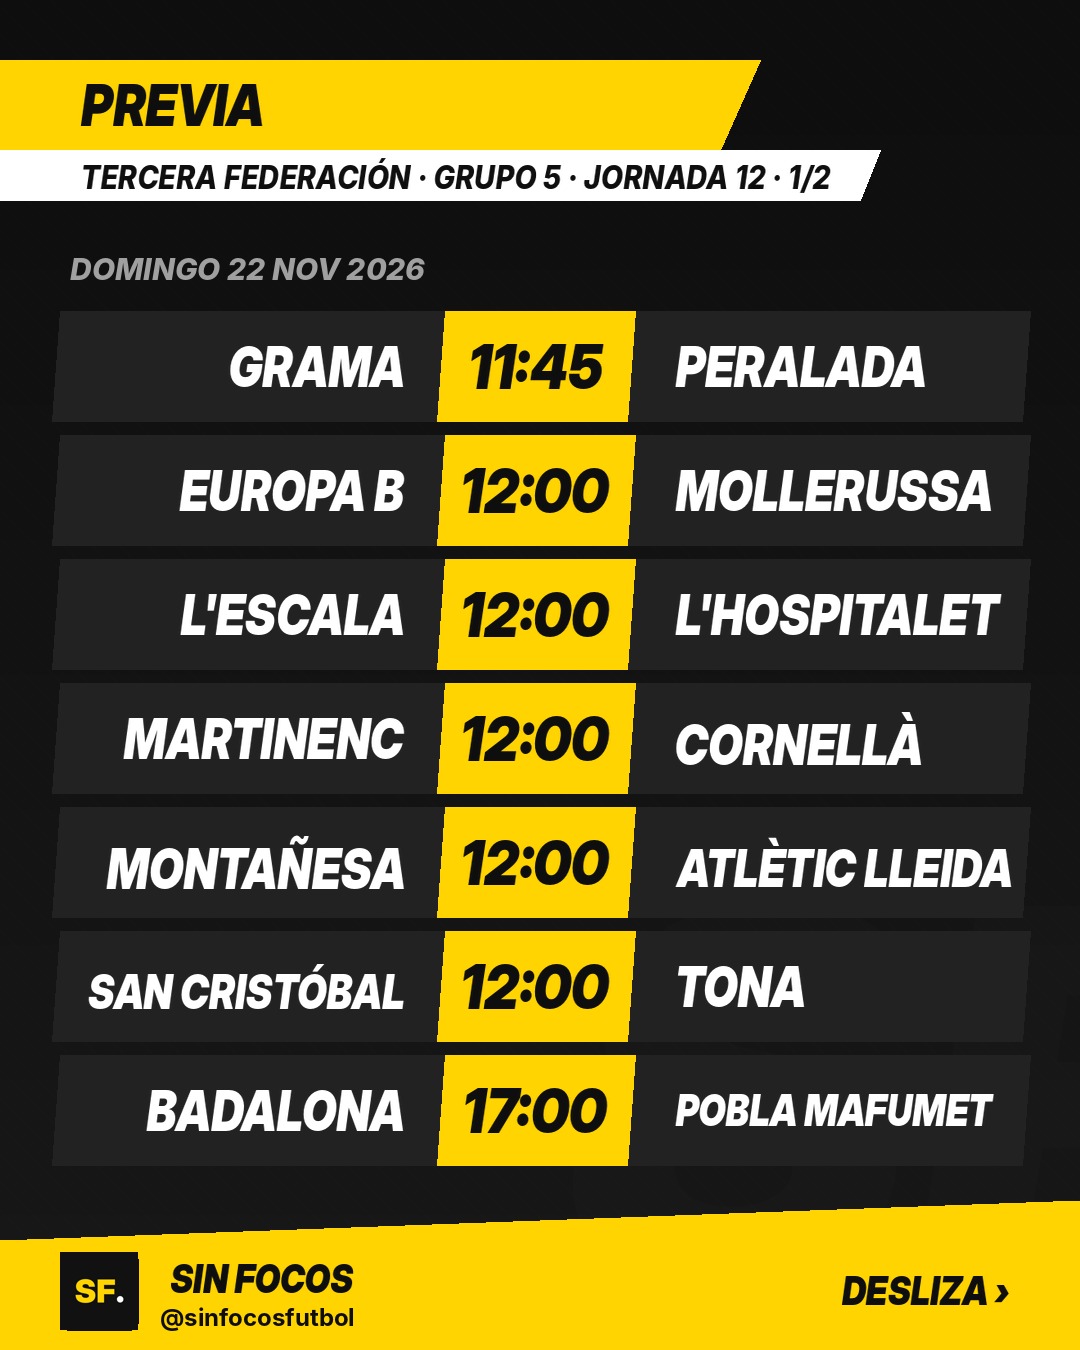 PREVIA
TERCERA FEDERACIÓN · GRUPO 5 · JORNADA 12 · 1/2
DOMINGO 22 NOV 2026
GRAMA 11:45 PERALADA
EUROPA B 12:00 MOLLERUSSA
L'ESCALA 12:00 L'HOSPITALET
MARTINENC 12:00 CORNELLÀ
MONTAÑESA 12:00 ATLÈTIC LLEIDA
SAN CRISTÓBAL 12:00 TONA
BADALONA 17:00 POBLA MAFUMET
SF.
SIN FOCOS
@sinfocosfutbol
DESLIZA ›